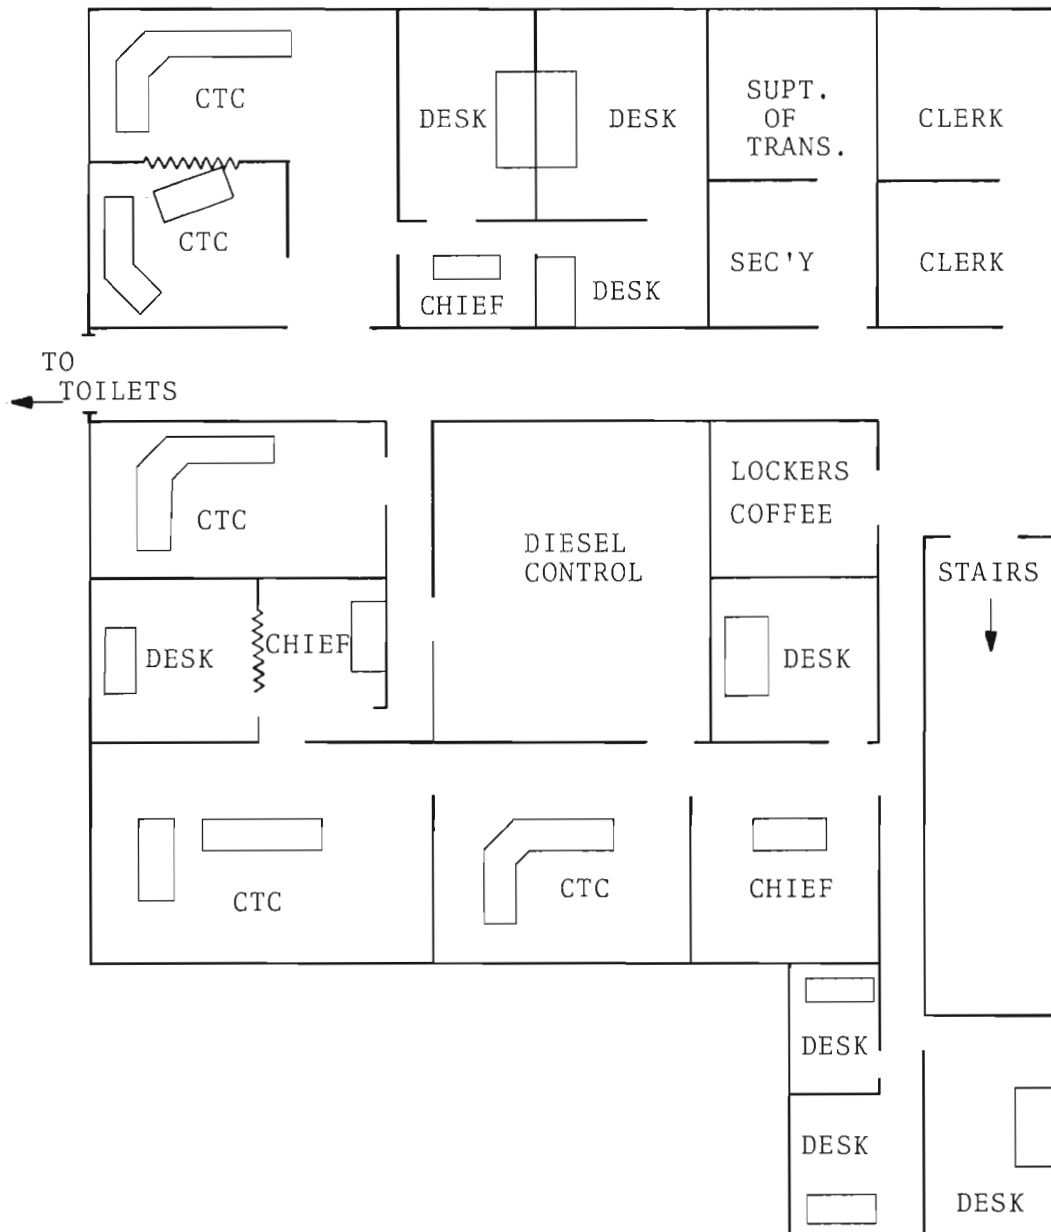 CTC
DESK
DESK
SUPT.
OF
TRANS.
CLERK
CTC
CHIEF
DESK
SEC'Y
CLERK
TO
TOILETS
CTC
DIESEL
CONTROL
LOCKERS
COFFEE
STAIRS
DESK
CHIEF
DESK
CTC
CTC
CHIEF
DESK
DESK
DESK